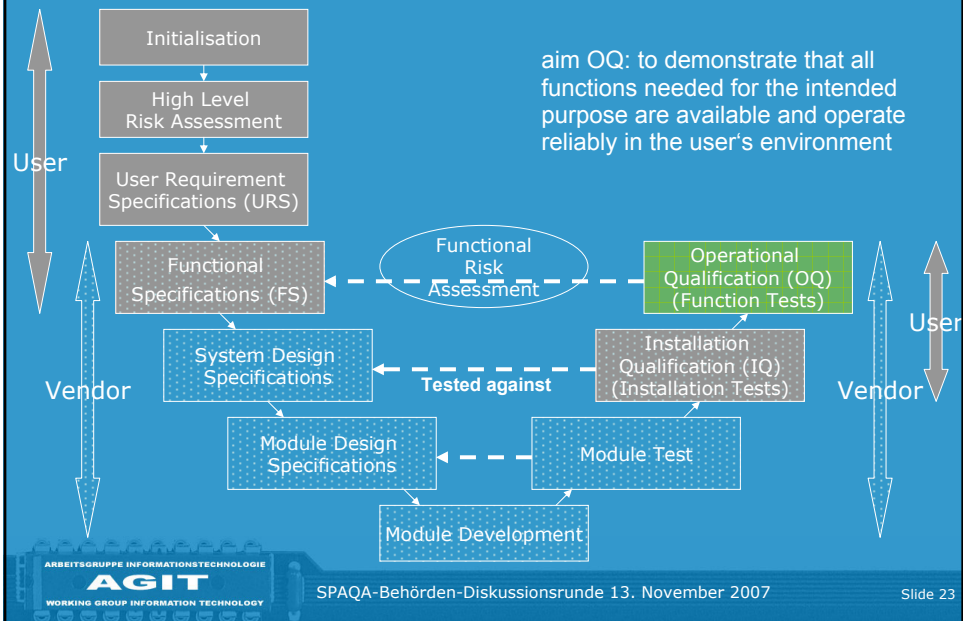 Initialisation
High Level
Risk Assessment
User Requirement
Specifications (URS)
User
aim OQ: to demonstrate that all
functions needed for the intended
purpose are available and operate
reliably in the user‘s environment
Functional
Specifications (FS)
Functional
Risk
Assessment
Operational
Qualification (OQ)
(Function Tests)
System Design
Specifications
Tested against
Installation
Qualification (IQ)
(Installation Tests)
User
Vendor
Vendor
Module Design
Specifications
Module Test
Module Development
ARBEITSGRUPPE INFORMATIONSTECHNOLOGIE
AGIT
WORKING GROUP INFORMATION TECHNOLOGY
SPAQA-Behörden-Diskussionsrunde 13. November 2007
Slide 23